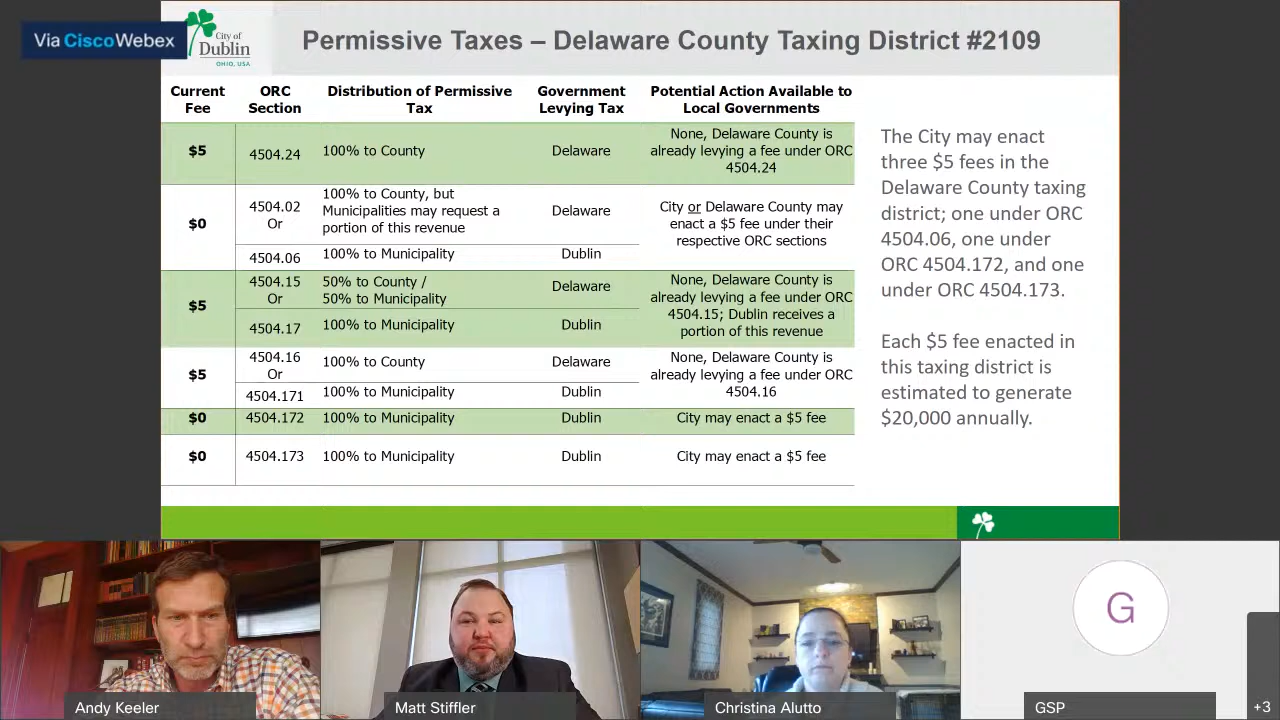 Via Cisco Webex
City of
Dublin
OHIO, USA
Permissive Taxes – Delaware County Taxing District #2109
Current
Fee
ORC
Section
Distribution of Permissive
Tax
Government
Levying Tax
Potential Action Available to
Local Governments
$5
4504.24
100% to County
Delaware
None, Delaware County is
already levying a fee under ORC
4504.24
$0
4504.02
Or
100% to County, but
Municipalities may request a
portion of this revenue
Delaware
City or Delaware County may
enact a $5 fee under their
respective ORC sections
4504.06
100% to Municipality
Dublin
$5
4504.15
Or
50% to County /
50% to Municipality
Delaware
None, Delaware County is
already levying a fee under ORC
4504.15; Dublin receives a
portion of this revenue
4504.17
100% to Municipality
Dublin
$5
4504.16
Or
100% to County
Delaware
None, Delaware County is
already levying a fee under ORC
4504.16
4504.171
100% to Municipality
Dublin
$0
4504.172
100% to Municipality
Dublin
City may enact a $5 fee
$0
4504.173
100% to Municipality
Dublin
City may enact a $5 fee
The City may enact
three $5 fees in the
Delaware County taxing
district; one under ORC
4504.06, one under
ORC 4504.172, and one
under ORC 4504.173.
Each $5 fee enacted in
this taxing district is
estimated to generate
$20,000 annually.
G
Andy Keeler
Matt Stiffler
Christina Alutto
GSP
+3